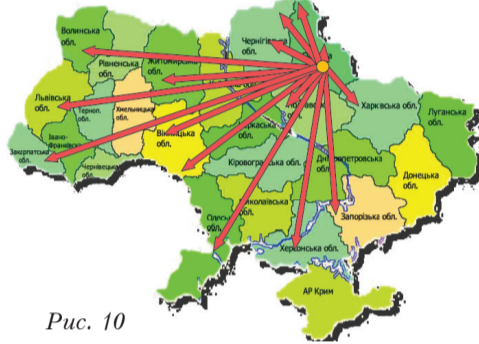 Волинська
обл.
Рівненська
обл.
Житомирська
Чернігівська
обл.
Львівська
обл.
Терноп.
обл.
Хмельницька
обл.
Івано-
Франківська
Закарпатська
обл.
Чернівецька
обл.
Вінницька
обл.
Черкаська
обл.
Кіровоградська обл.
Харківська обл.
Луганська
обл.
Дніпропетровська
обл.
Донецька
обл.
Запорізька обл.
Миколаївська
обл.
Одеська
обл.
Херсонська
обл.
АР Крим
Рис. 10